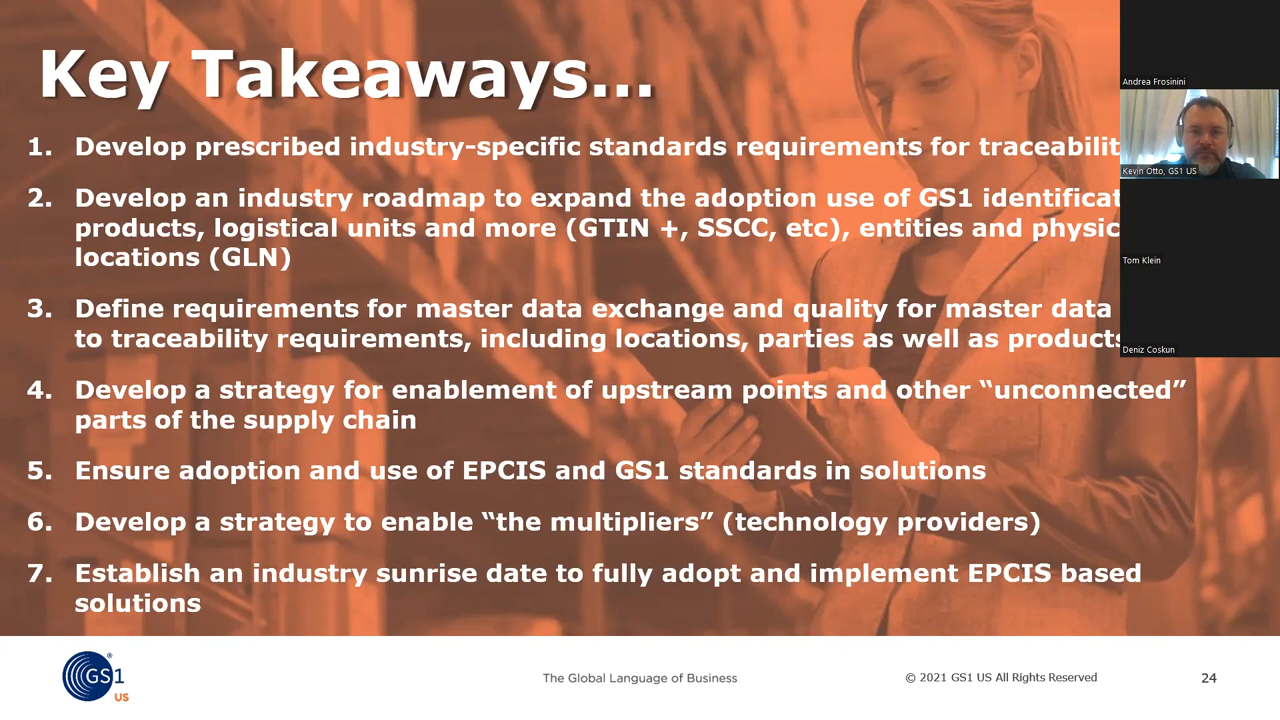 Key Takeaways...
1. Develop prescribed industry-specific standards requirements for
2. Develop an industry roadmap to expand the adoption use of GS1
products, logistical units and more (GTIN +, SSCC, etc), entities and
locations (GLN)
3. Define requirements for master data exchange and quality for master data
to traceability requirements, including locations, parties as well as products
4. Develop a strategy for enablement of upstream points and other “unconnected”
parts of the supply chain
5. Ensure adoption and use of EPCIS and GS1 standards in solutions
6. Develop a strategy to enable “the multipliers” (technology providers)
7. Establish an industry sunrise date to fully adopt and implement EPCIS based
solutions
Andrea Frosinini
Kevin Otto, GS1 US
Tom Klein
Deniz Coskun
GS1 ®
US
The Global Language of Business
© 2021 GS1 US All Rights Reserved
24